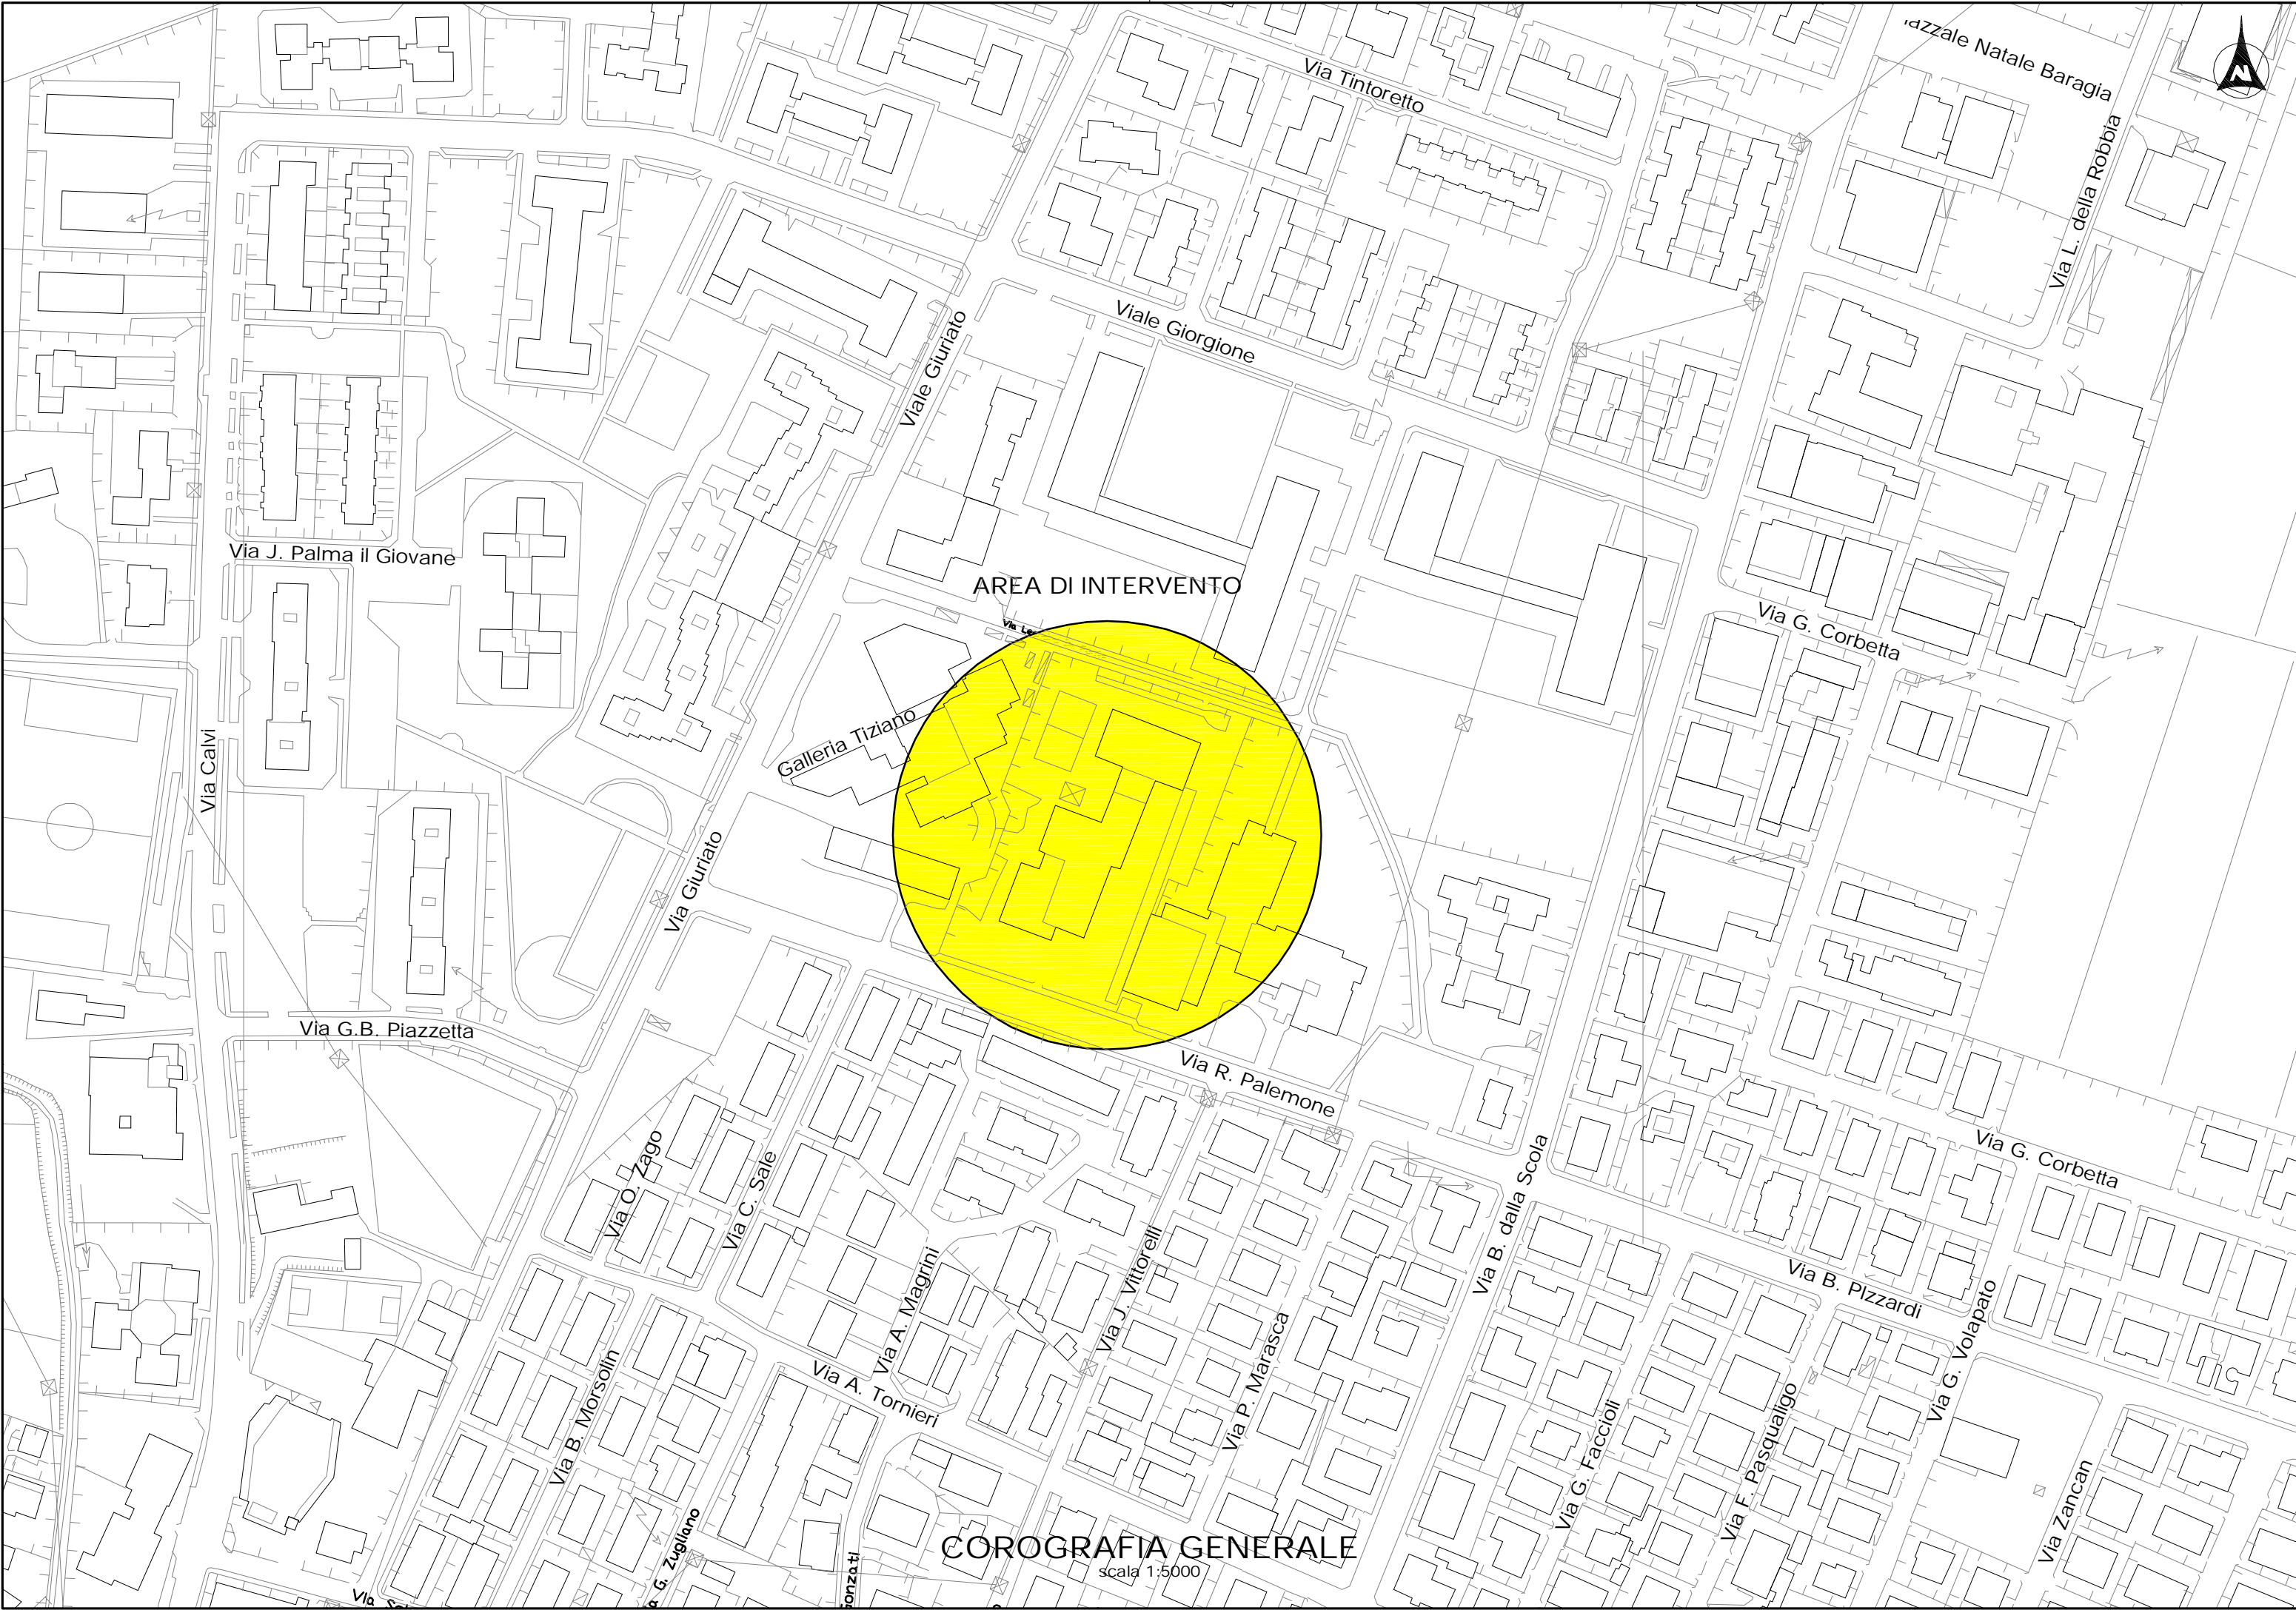 Piazzale Natale Baragia
N
Via Tintoretto
Via L. della Robbia
Viale Giorgione
Viale Giuriato
Via J. Palma il Giovane
AREA DI INTERVENTO
Via G. Corbetta
Galleria Tiziano
Via Calvi
Via Giuriato
Via G.B. Piazzetta
Via R. Palemone
Via O. Zago
Via C. Sale
Via B. dalla Scola
Via G. Corbetta
Via A. Magrini
Via J. Vittorelli
Via B. PIzzardi
Via G. Volapato
Via P. Marasca
Via A. Tornieri
Via B. Morsolin
Via G. Faccioli
Via F. Pasqualigo
Via Zancan
a G. Zugliano
onzati
COROGRAFIA GENERALE
scala 1:5000